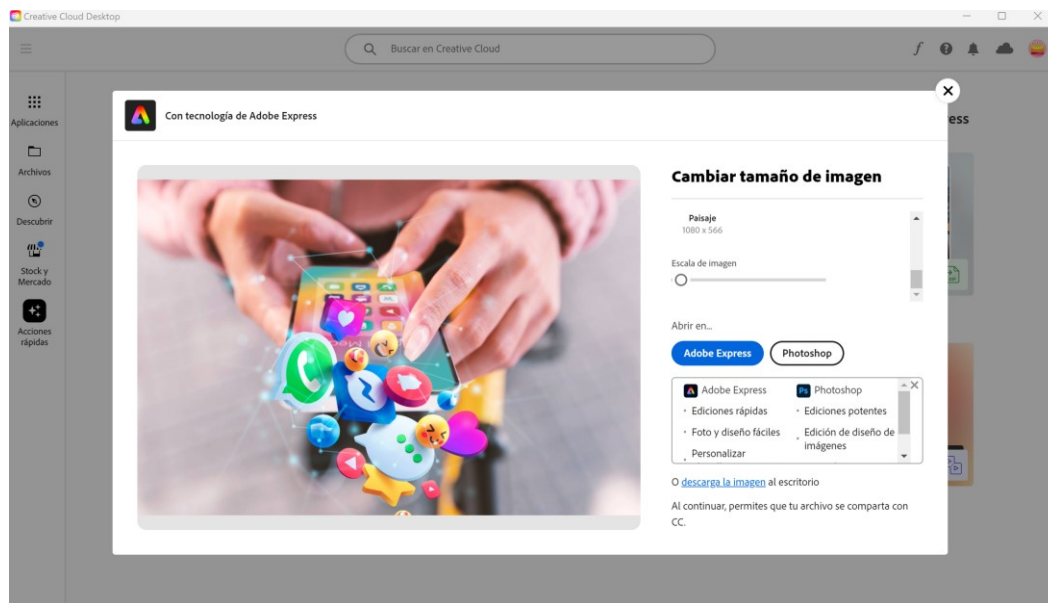 Creative Cloud Desktop
Buscar en Creative Cloud
Aplicaciones
Archivos
Descubrir
Stock y
Mercado
Acciones
rápidas
ess
Con tecnología de Adobe Express
Cambiar tamaño de imagen
Paisaje
1080 x 566
Escala de imagen
Abrir en...
Adobe Express
Photoshop
Adobe Express
Ps Photoshop
· Ediciones rápidas
· Ediciones potentes
· Foto y diseño fáciles
· Edición de diseño de
imágenes
· Personalizar
O descarga la imagen al escritorio
Al continuar, permites que tu archivo se comparta con
CC.